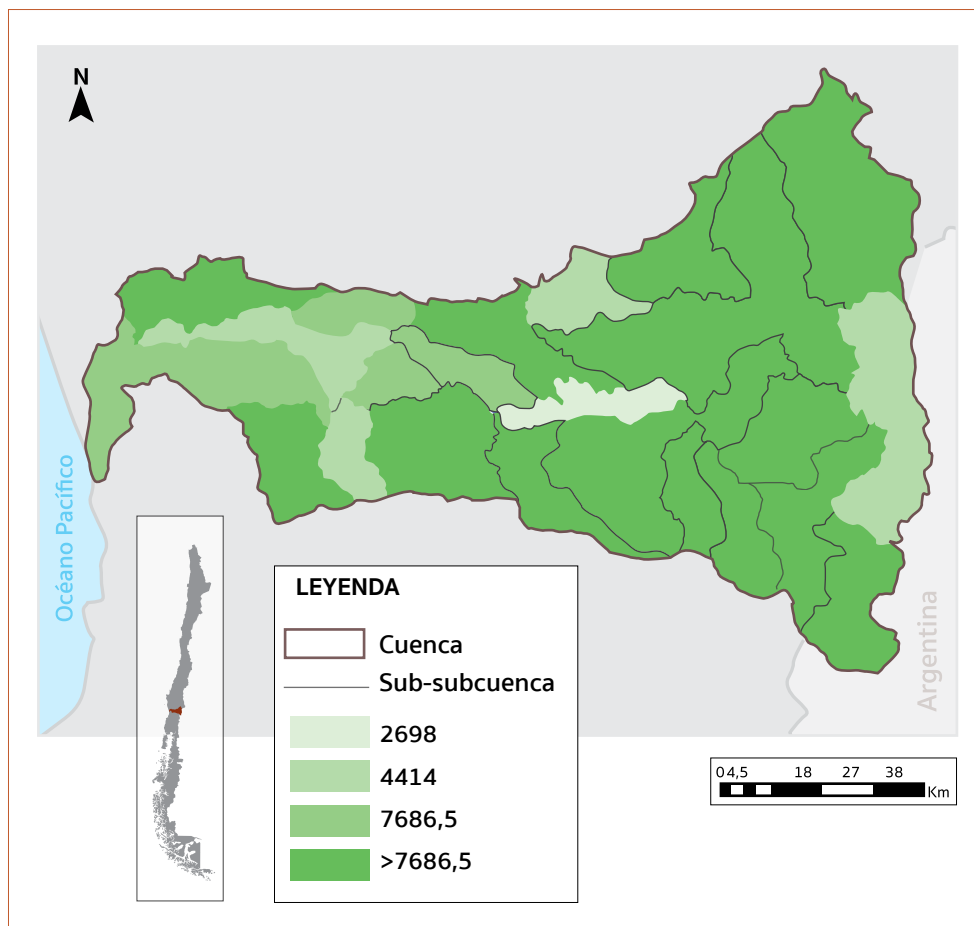 N
Océano Pacífico
Argentina
LEYENDA
Cuenca
Sub-subcuenca
2698
4414
7686,5
>7686,5
0 4,5 18 27 38
Km